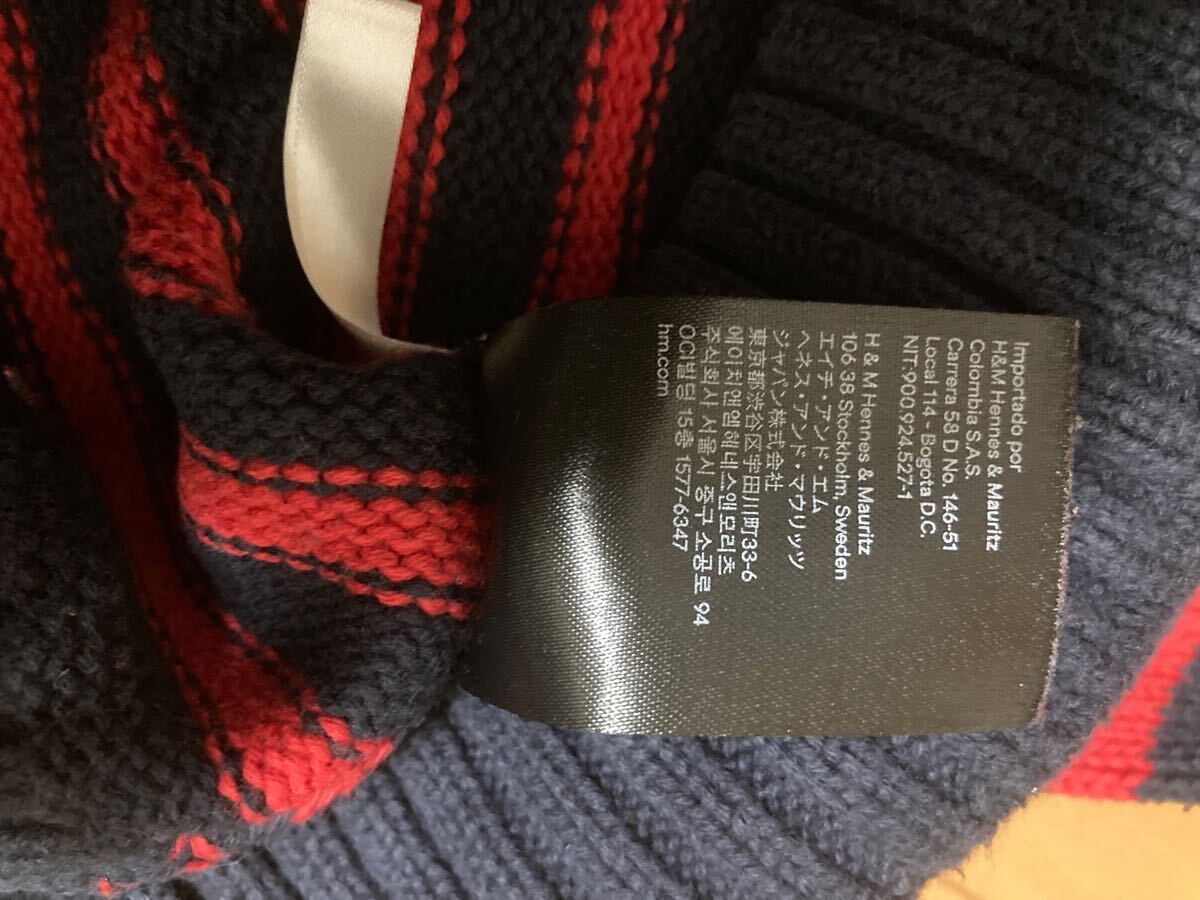 Importado por
H&M Hennes & Mauritz
Colombia S.A.S.
Carrera 58 D No. 146-51
Local 114 - Bogota D.C.
NIT:900.924.527-1
H & M Hennes & Mauritz
106 38 Stockholm, Sweden
エイチ・アンド・エム
ヘネス・アンド・マウリッツ
ジャパン株式会社
東京都渋谷区宇田川町33-6
에이치앤엠헤네스앤모리츠
주식회사 서울시 중구 소공로 94
OCI빌딩 15층 1577-6347
hm.com